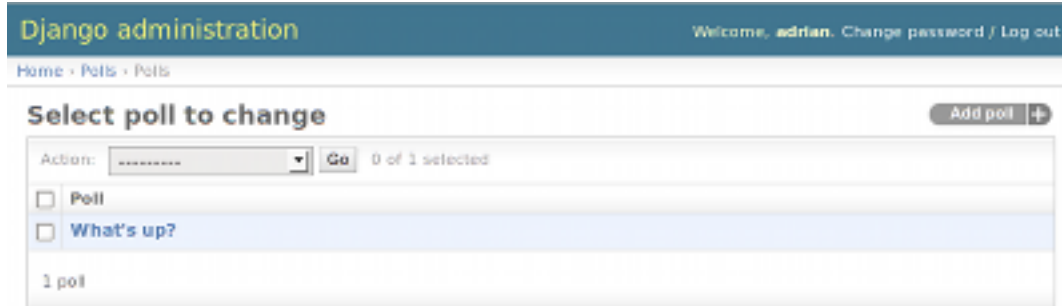 Django administration
Welcome, adrian. Change password / Log out
Home › Polls › Polls
Select poll to change
Add poll +
Action: --------- Go 0 of 1 selected
Poll
What's up?
1 poll